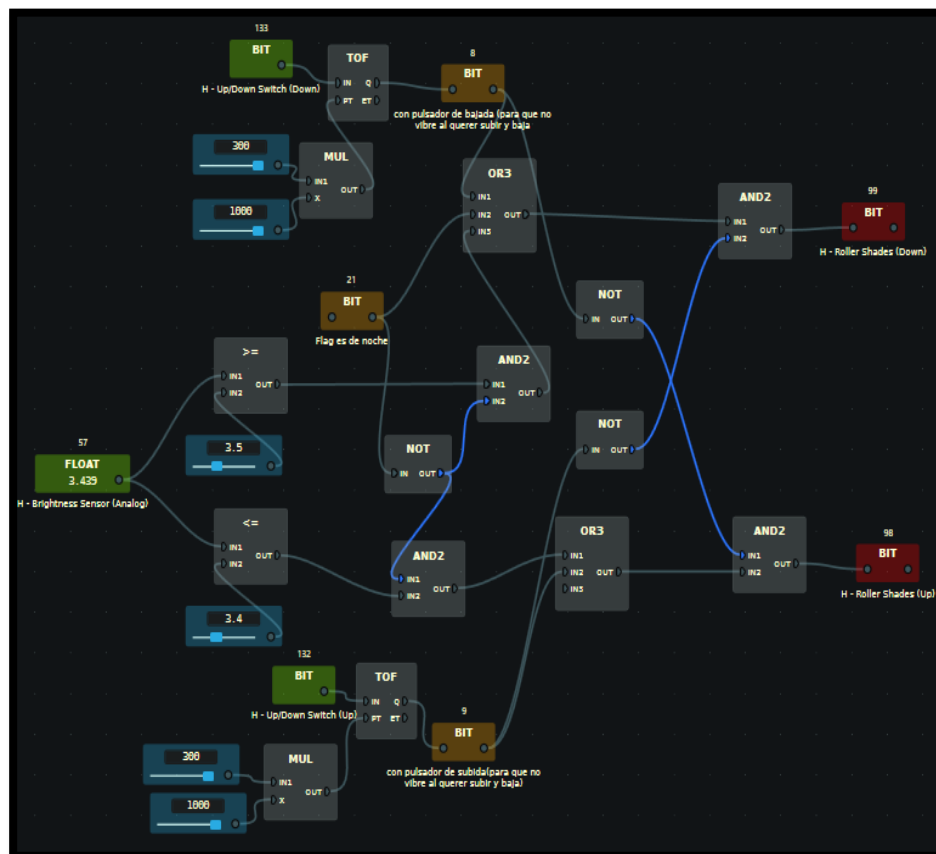 133
BIT
H - Up/Down Switch (Down)
TOF
IN Q
PT ET
8
BIT
con pulsador de bajada (para que no
vibre al querer subir y baja
300
1000
MUL
IN1
X
OUT
OR3
IN1
IN2
IN5
OUT
AND2
IN1
IN2
OUT
99
BIT
H - Roller Shades (Down)
21
BIT
Flag es de noche
NOT
IN OUT
>=
IN1
IN2
OUT
AND2
IN1
IN2
OUT
3.5
57
FLOAT
3.439
H - Brightness Sensor (Analog)
NOT
IN OUT
NOT
IN OUT
<=
IN1
IN2
OUT
AND2
IN1
IN2
OUT
OR3
IN1
IN2
IN5
OUT
AND2
IN1
IN2
OUT
98
BIT
H - Roller Shades (Up)
3.4
132
BIT
H - Up/Down Switch (Up)
TOF
IN Q
PT ET
9
BIT
con pulsador de subida(para que no
vibre al querer subir y baja)
300
1000
MUL
IN1
X
OUT